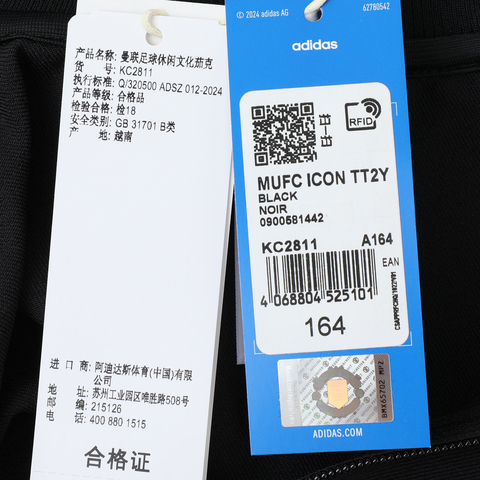 产品名称: 曼联足球休闲文化茄克
货 号: KC2811
执行标准: Q/320500 ADSZ 012-2024
产品等级: 合格品
检验合格: 检18
安全类别: GB 31701 B类
产 地: 越南
进 口 商: 阿迪达斯体育(中国)有限
公司
地 址: 苏州工业园区唯胜路508号
邮 编: 215126
电 话: 400 880 1515
合格证
© 2024 adidas AG
62780542
adidas
RFID
MUFC ICON TT2Y
BLACK
NOIR
0900581442
KC2811 A164
EAN
4 068804 525101
164
BMX65702 MP2
ADIDAS.COM